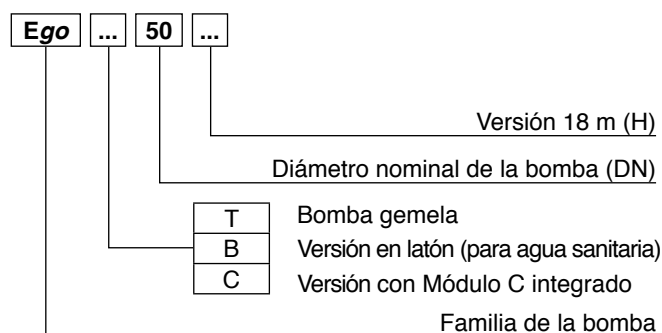 Ego ... 50 ...
Versión 18 m (H)
Diámetro nominal de la bomba (DN)
T Bomba gemela
B Versión en latón (para agua sanitaria)
C Versión con Módulo C integrado
Familia de la bomba